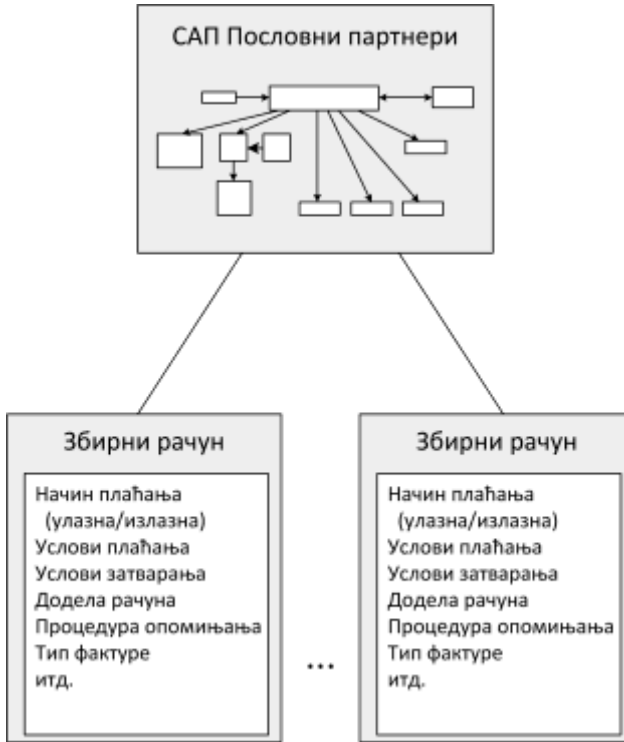 САП Пословни партнери
Збирни рачун
Начин плаћања
(улазна/излазна)
Услови плаћања
Услови затварања
Додела рачуна
Процедура опомињања
Тип фактуре
итд.
...
Збирни рачун
Начин плаћања
(улазна/излазна)
Услови плаћања
Услови затварања
Додела рачуна
Процедура опомињања
Тип фактуре
итд.